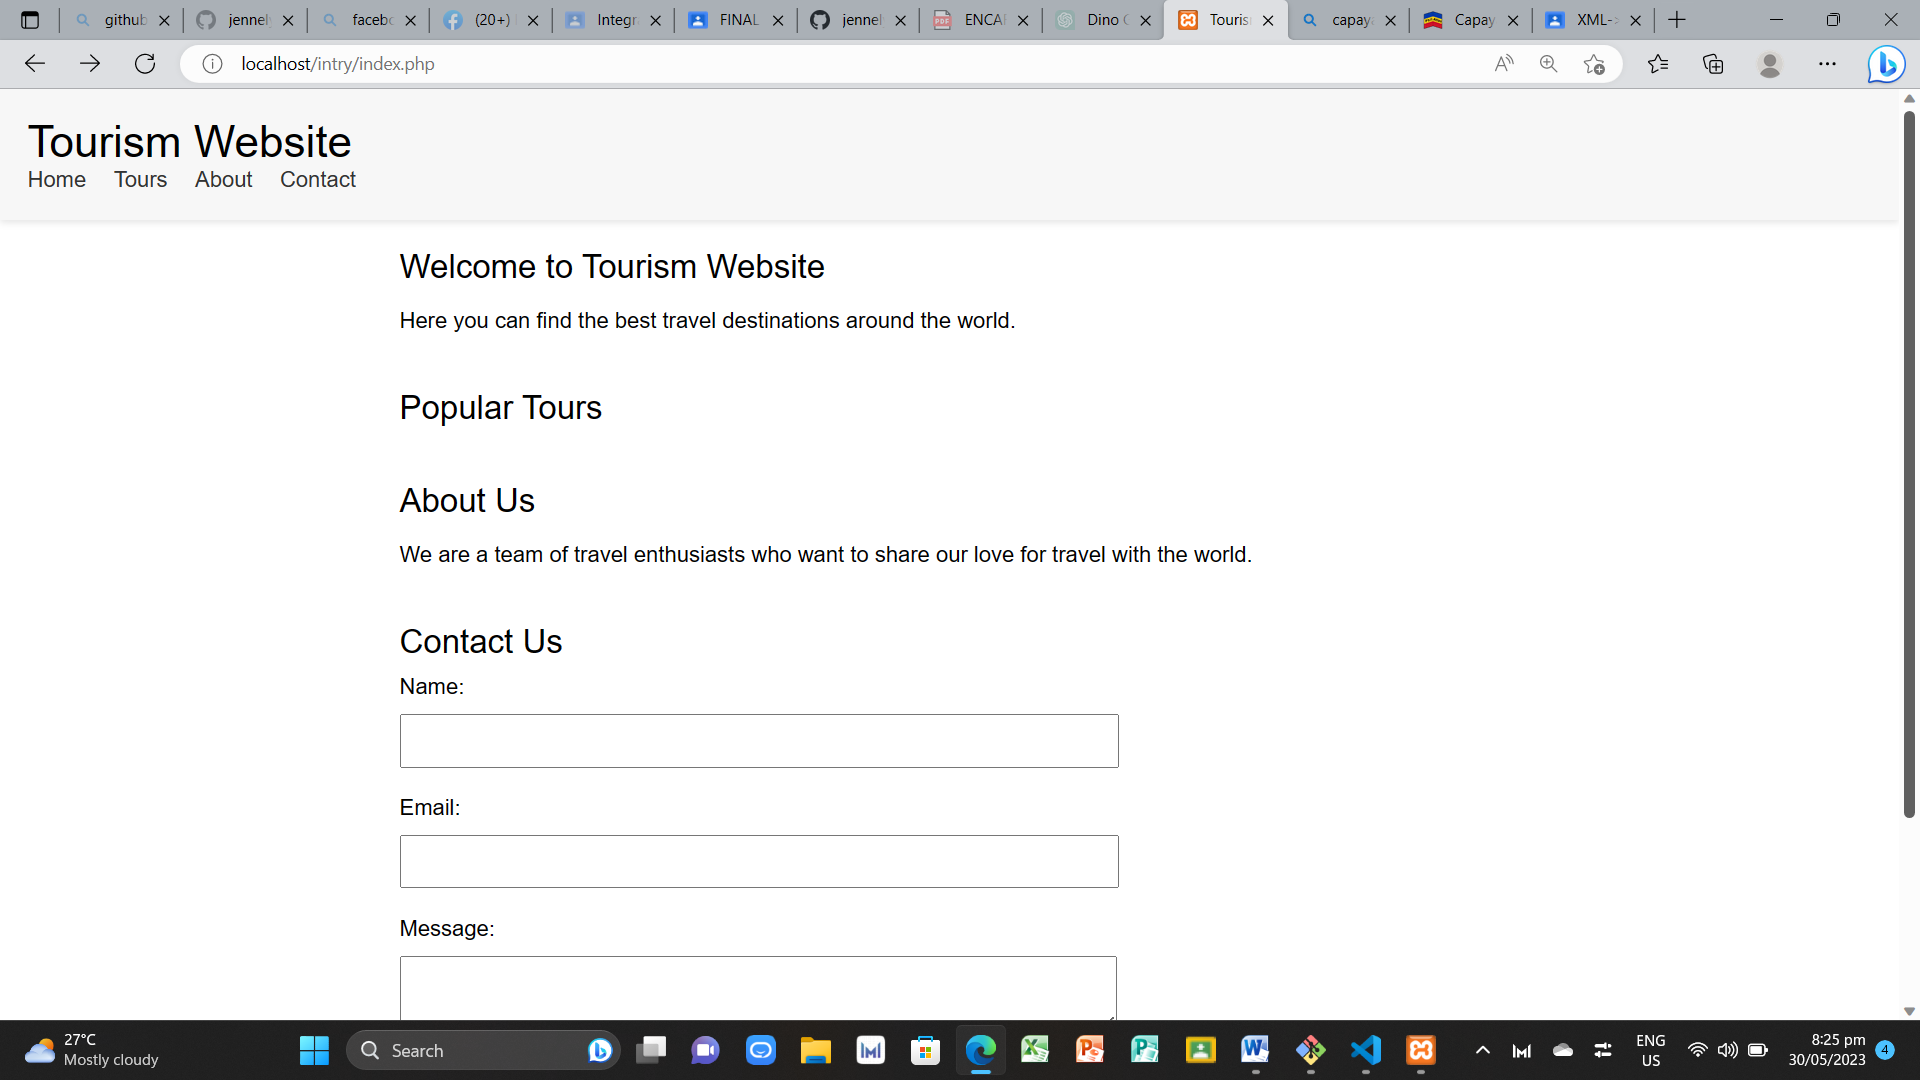 github
jennel
facebo
(20+)
Integra
FINAL
jennel
ENCAN
Dino G
Touris
capaya
Capay
XML->
localhost/intry/index.php
Tourism Website
Home Tours About Contact
Welcome to Tourism Website
Here you can find the best travel destinations around the world.
Popular Tours
About Us
We are a team of travel enthusiasts who want to share our love for travel with the world.
Contact Us
Name:
Email:
Message:
27°C
Mostly cloudy
Search
ENG
US
8:25 pm
30/05/2023
4